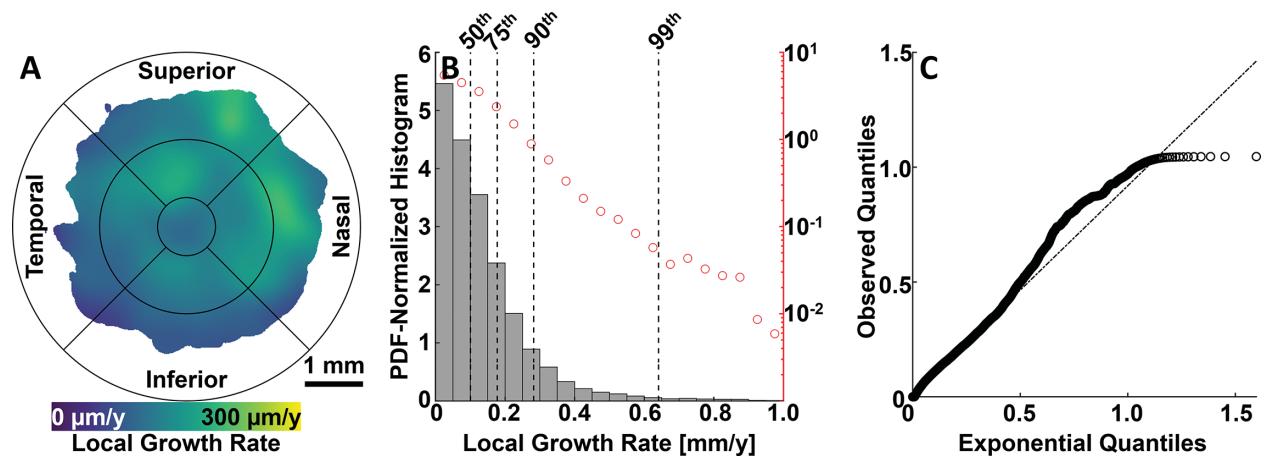 A
Superior
Temporal
Nasal
Inferior
1 mm
0 µm/y 300 µm/y
Local Growth Rate
B
50th 75th 90th 99th
PDF-Normalized Histogram
6
5
4
3
2
1
0
10^1
10^0
10^-1
10^-2
0 0.2 0.4 0.6 0.8 1.0
Local Growth Rate [mm/y]
C
Observed Quantiles
1.5
1.0
0.5
0
0 0.5 1.0 1.5
Exponential Quantiles